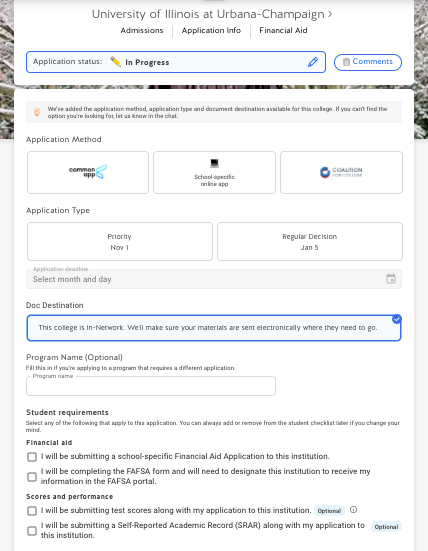 University of Illinois at Urbana-Champaign >
Admissions
Application Info
Financial Aid
Application status: In Progress
Comments
We've added the application method, application type and document destination available for this college. If you can't find the
option you're looking for, let us know in the chat.
Application Method
common
app
School-specific
online app
COALITION
FOR COLLEGE
Application Type
Priority
Nov 1
Regular Decision
Jan 5
Application deadline
Select month and day
Doc Destination
This college is In-Network. We'll make sure your materials are sent electronically where they need to go.
Program Name (Optional)
Fill this in if you're applying to a program that requires a different application.
Program name
Student requirements
Select any of the following that apply to this application. You can always add or remove from the student checklist later if you change your
mind.
Financial aid
I will be submitting a school-specific Financial Aid Application to this institution.
I will be completing the FAFSA form and will need to designate this institution to receive my
information in the FAFSA portal.
Scores and performance
I will be submitting test scores along with my application to this institution. Optional
I will be submitting a Self-Reported Academic Record (SRAR) along with my application to
this institution. Optional